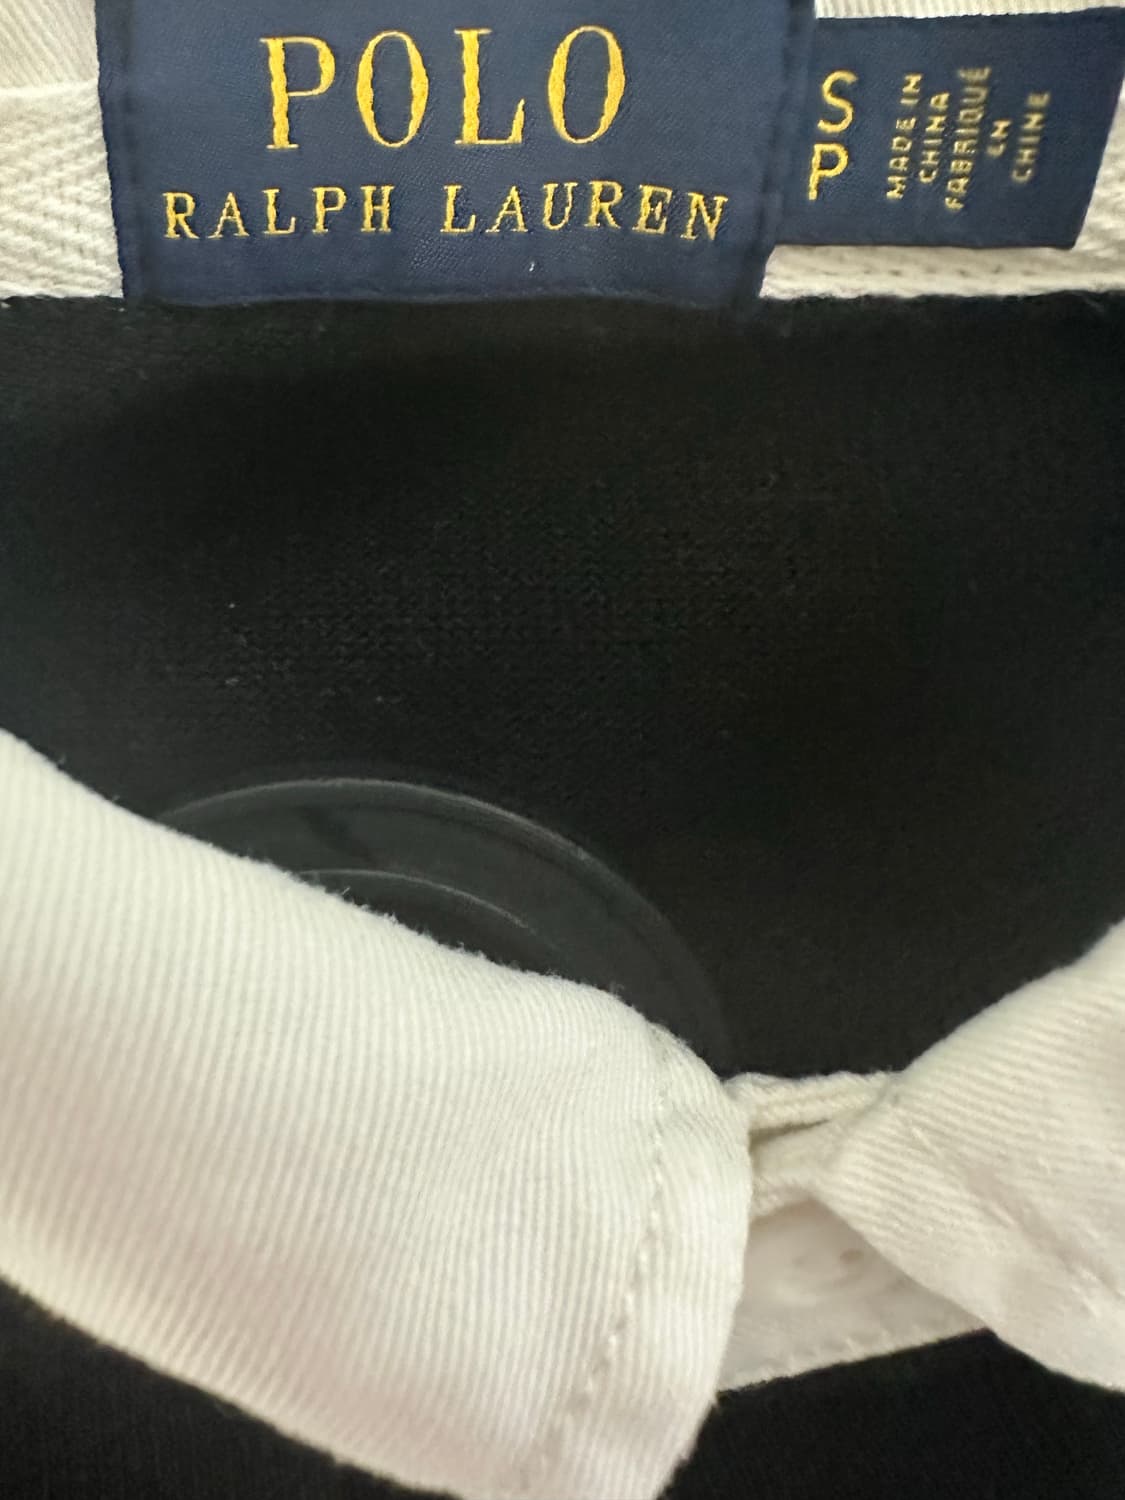 POLO
RALPH LAUREN
S
P
MADE IN
CHINA
FABRIQUÉ
EN
CHINE